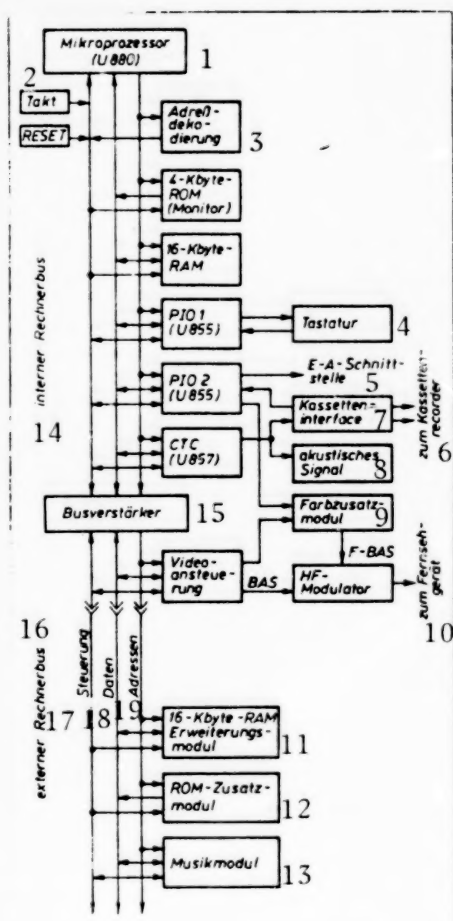 Mikroprozessor
(U880)
1
2
Takt
RESET
Adreß-
deko-
dierung
3
4-Kbyte-
ROM
(Monitor)
16-Kbyte-
RAM
interner Rechnerbus
14
PIO 1
(U855)
Tastatur
4
PIO 2
(U855)
E-A-Schnitt-
stelle
5
Kassetten-
interface
7
zum Kassetten-
recorder
6
CTC
(U857)
akustisches
Signal
8
Busverstärker
15
Farbzusatz-
modul
9
Video-
ansteue-
rung
BAS
F-BAS
HF-
Modulator
zum Fernseh-
gerät
10
16
externer Rechnerbus
17
Steuerung
18
Daten
19
Adressen
16-Kbyte-RAM
Erweiterungs-
modul
11
ROM-Zusatz-
modul
12
Musikmodul
13